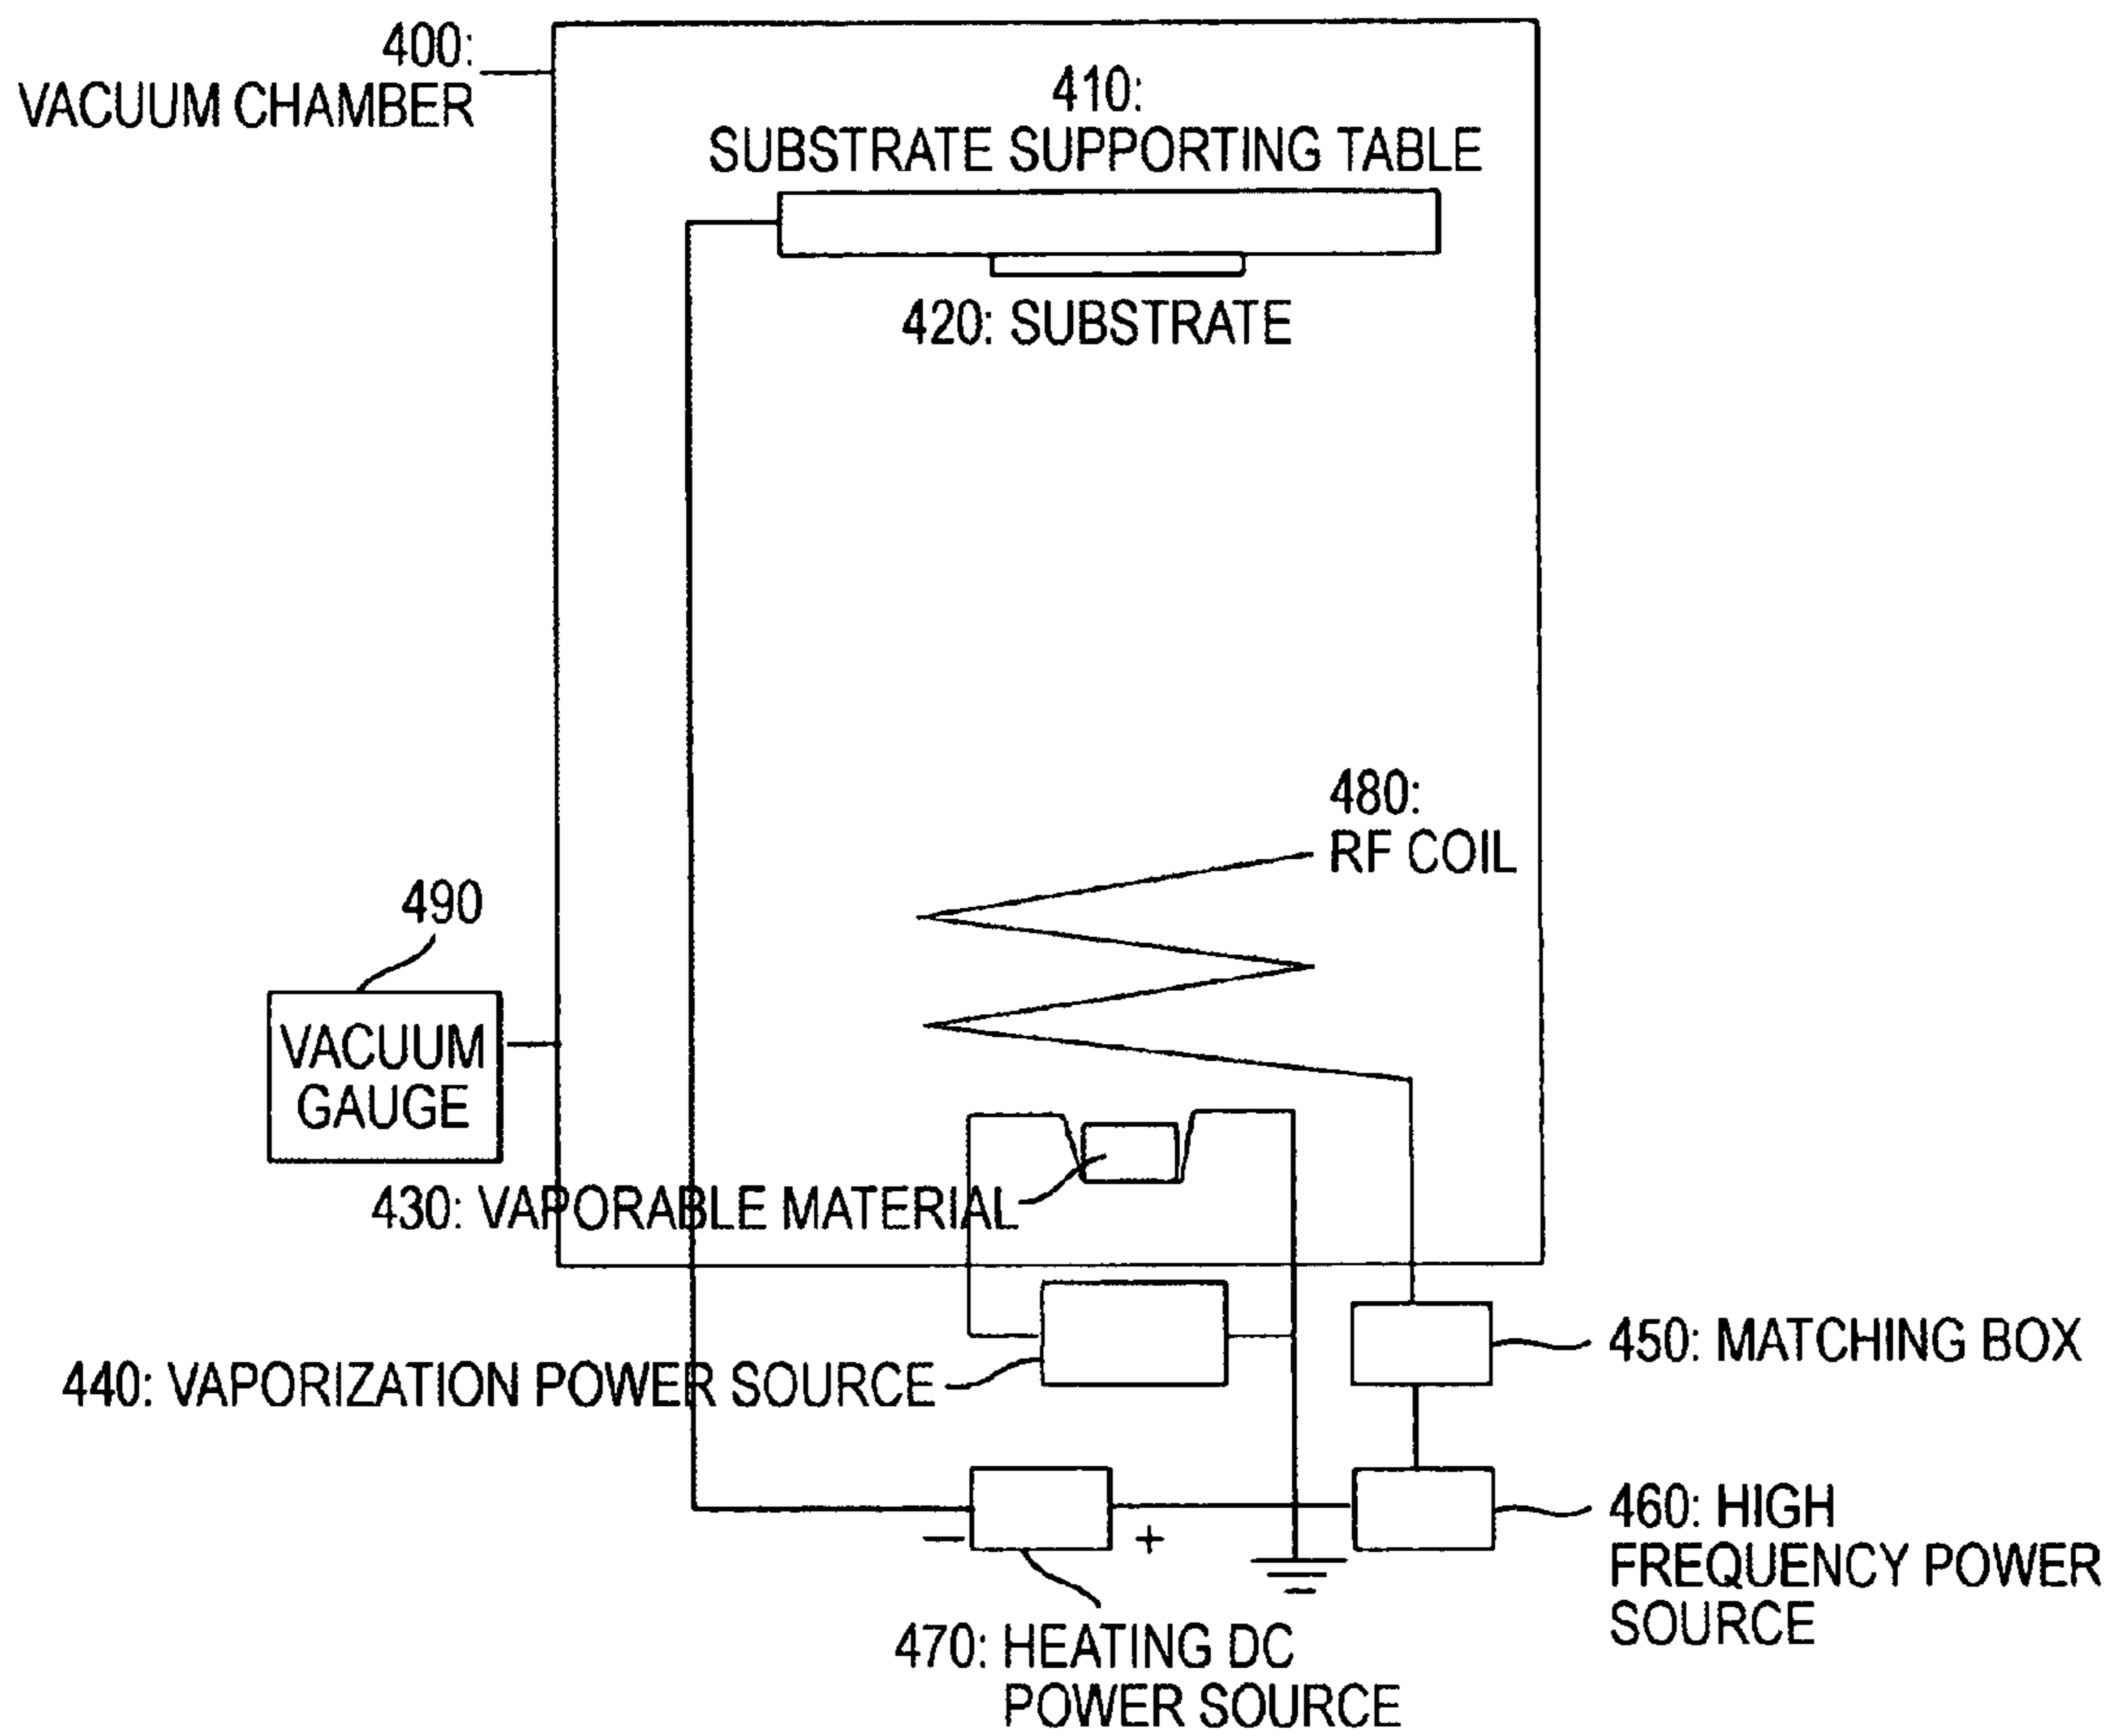 400:
VACUUM CHAMBER
410:
SUBSTRATE SUPPORTING TABLE
420: SUBSTRATE
480:
RF COIL
490
VACUUM
GAUGE
430: VAPORABLE MATERIAL
450: MATCHING BOX
440: VAPORIZATION POWER SOURCE
460: HIGH
FREQUENCY POWER
SOURCE
− +
470: HEATING DC
POWER SOURCE